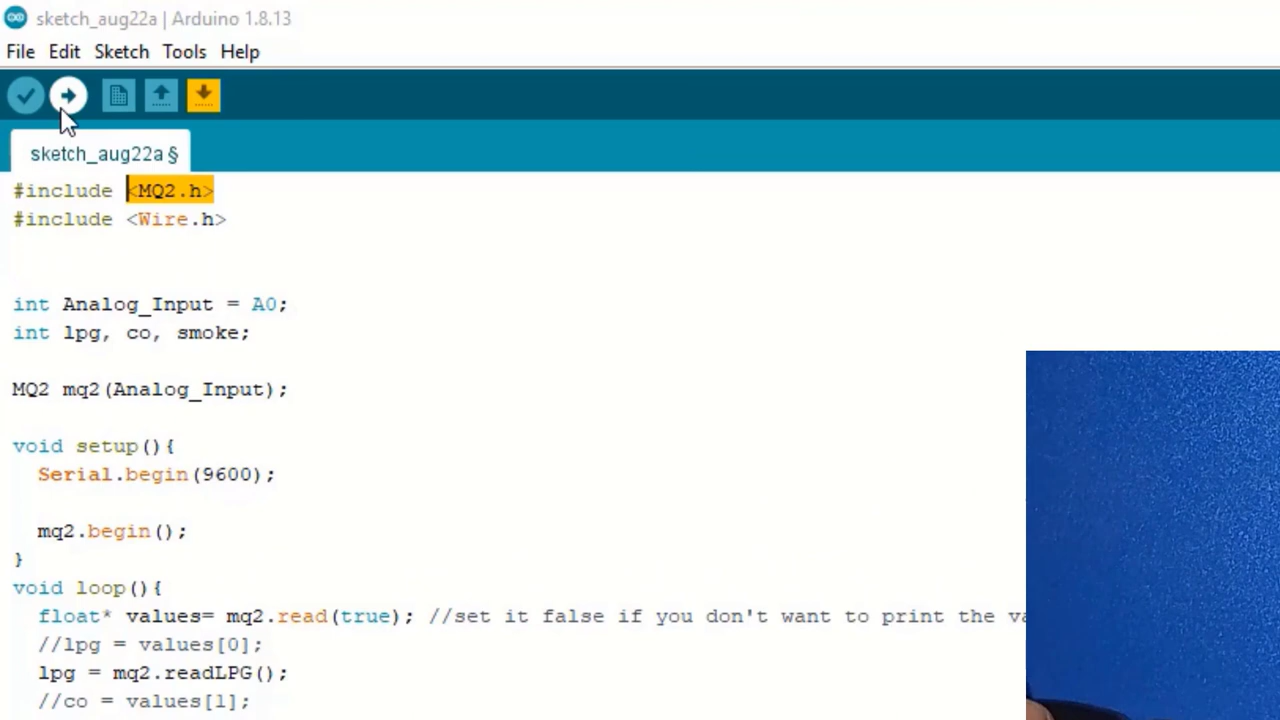 sketch_aug22a | Arduino 1.8.13
File Edit Sketch Tools Help
sketch_aug22a §
#include <MQ2.h>
#include <Wire.h>
int Analog_Input = A0;
int lpg, co, smoke;
MQ2 mq2(Analog_Input);
void setup(){
Serial.begin(9600);
mq2.begin();
}
void loop(){
float* values= mq2.read(true); //set it false if you don't want to print the
//lpg = values[0];
lpg = mq2.readLPG();
//co = values[1];